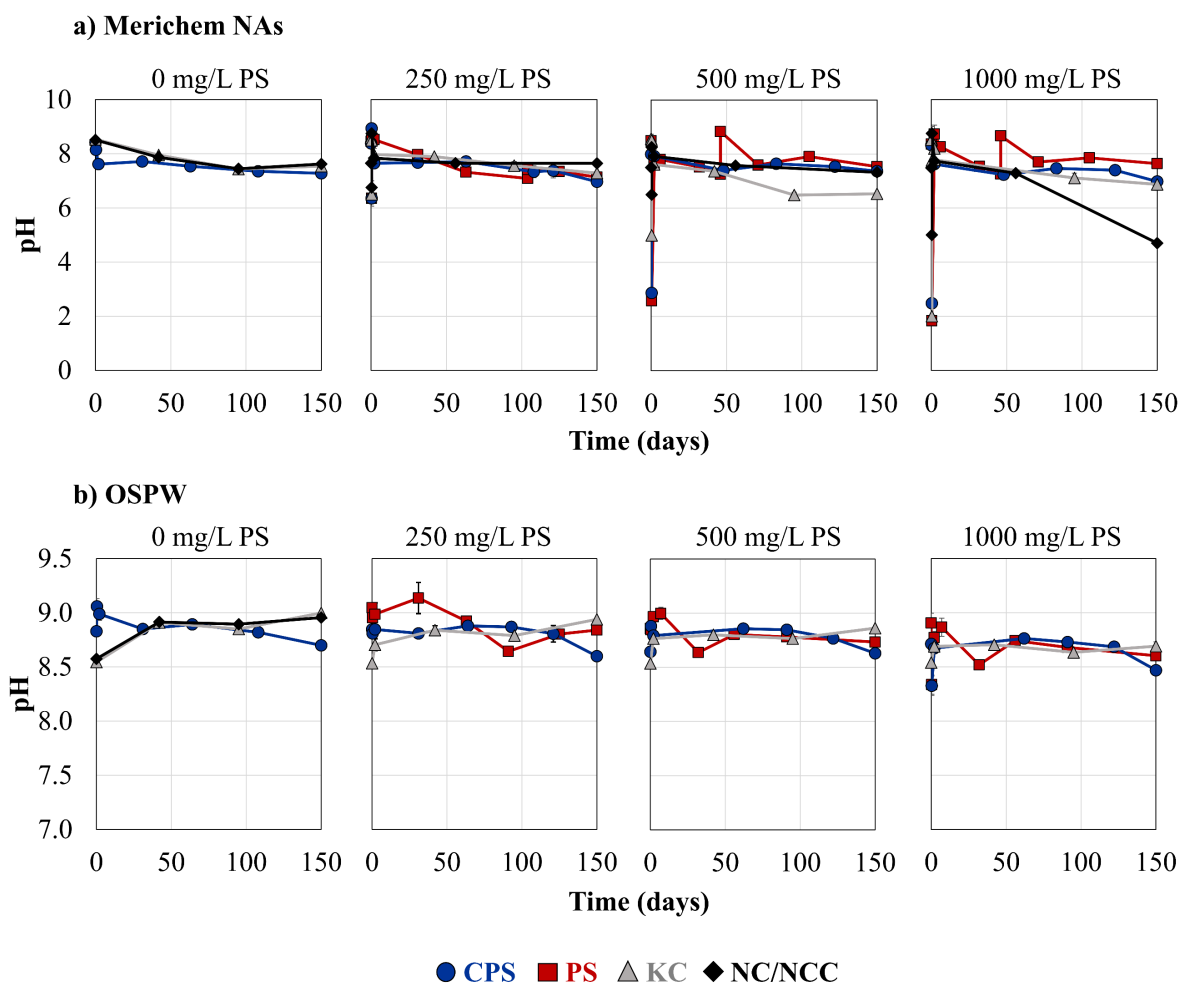 a) Merichem NAs
0 mg/L PS 250 mg/L PS 500 mg/L PS 1000 mg/L PS
10
8
6
4
2
0
pH
0 50 100 150 0 50 100 150 0 50 100 150 0 50 100 150
Time (days)
b) OSPW
0 mg/L PS 250 mg/L PS 500 mg/L PS 1000 mg/L PS
9.5
9.0
8.5
8.0
7.5
7.0
pH
0 50 100 150 0 50 100 150 0 50 100 150 0 50 100 150
Time (days)
CPS PS KC NC/NCC